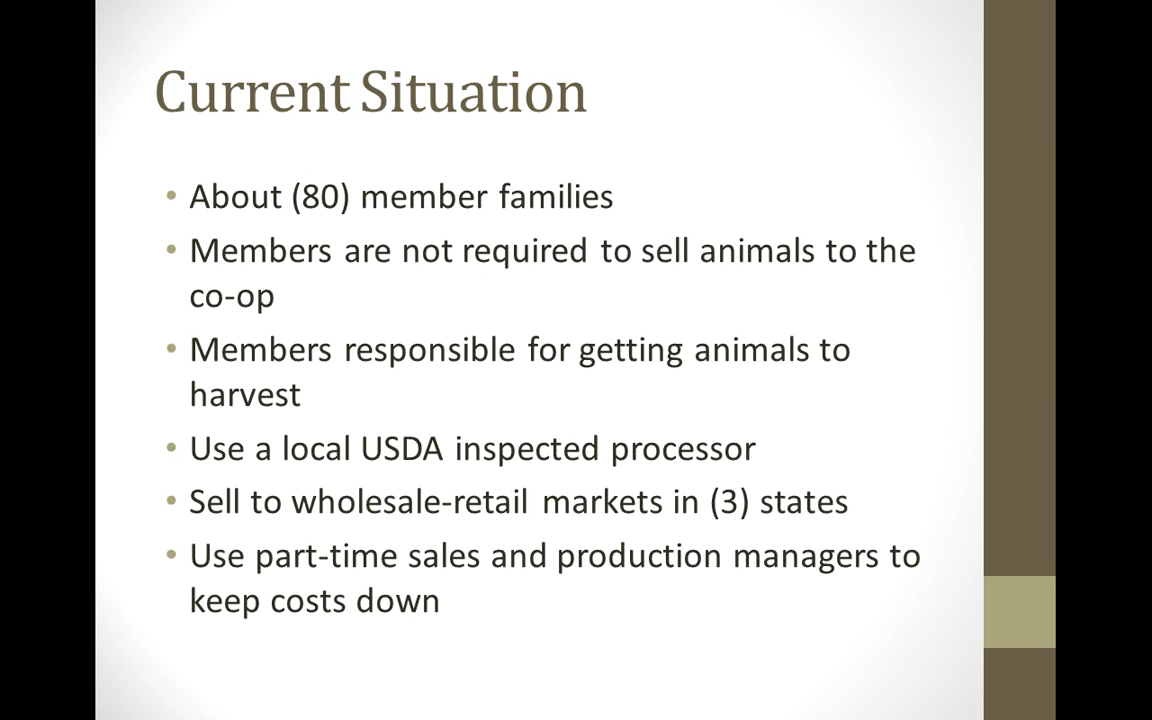 Current Situation
• About (80) member families
• Members are not required to sell animals to the
co-op
• Members responsible for getting animals to
harvest
• Use a local USDA inspected processor
• Sell to wholesale-retail markets in (3) states
• Use part-time sales and production managers to
keep costs down